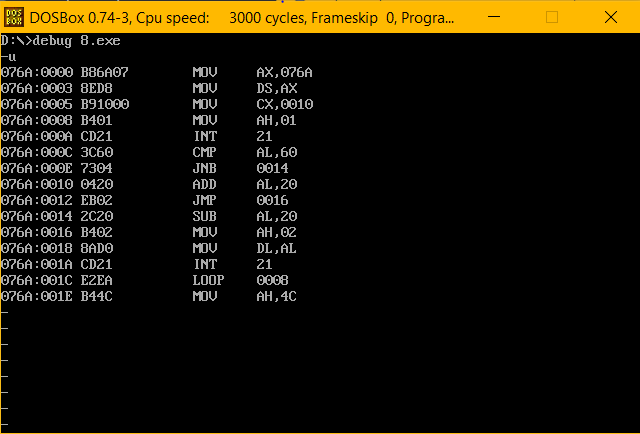 DOS BOX
DOSBox 0.74-3, Cpu speed: 3000 cycles, Frameskip 0, Progra...
D:\>debug 8.exe
-u
076A:0000 B86A07 MOV AX,076A
076A:0003 8ED8 MOV DS,AX
076A:0005 B91000 MOV CX,0010
076A:0008 B401 MOV AH,01
076A:000A CD21 INT 21
076A:000C 3C60 CMP AL,60
076A:000E 7304 JNB 0014
076A:0010 0420 ADD AL,20
076A:0012 EB02 JMP 0016
076A:0014 2C20 SUB AL,20
076A:0016 B402 MOV AH,02
076A:0018 8AD0 MOV DL,AL
076A:001A CD21 INT 21
076A:001C E2EA LOOP 0008
076A:001E B44C MOV AH,4C
-
-
-
-
-
-
-
-